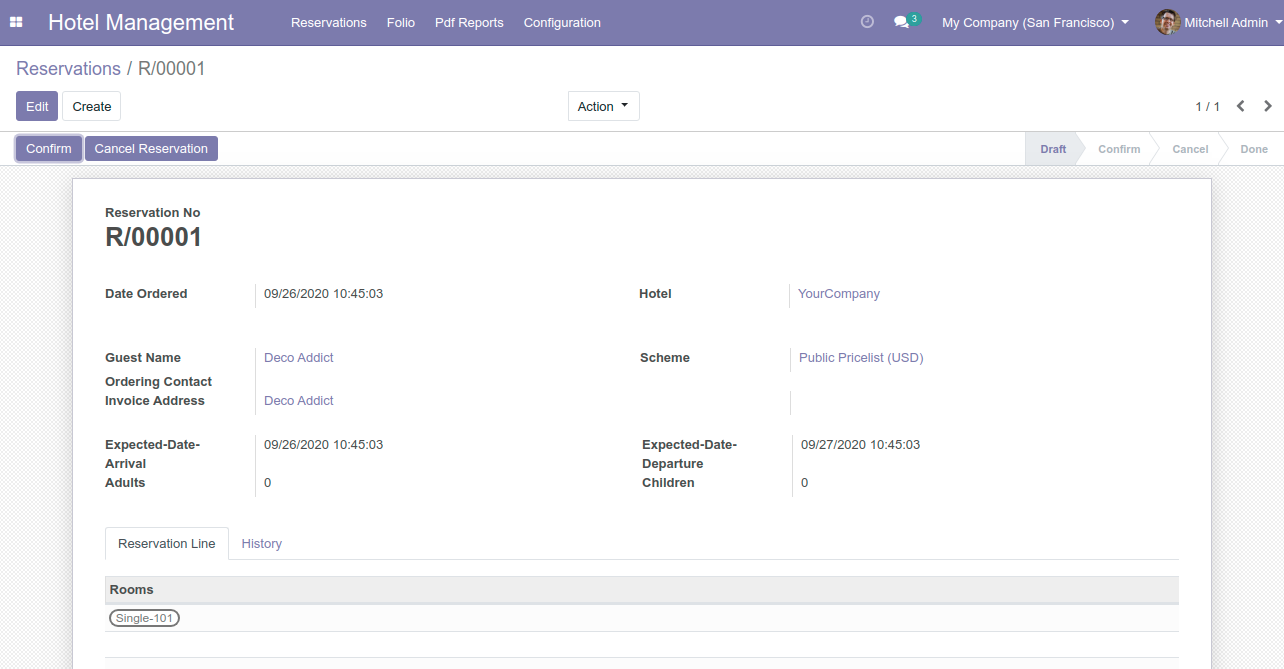 Hotel Management Reservations Folio Pdf Reports Configuration 3 My Company (San Francisco) Mitchell Admin
Reservations / R/00001
Edit Create Action 1 / 1
Confirm Cancel Reservation Draft Confirm Cancel Done
Reservation No
R/00001
Date Ordered 09/26/2020 10:45:03 Hotel YourCompany
Guest Name Deco Addict Scheme Public Pricelist (USD)
Ordering Contact
Invoice Address Deco Addict
Expected-Date- 09/26/2020 10:45:03 Expected-Date- 09/27/2020 10:45:03
Arrival Departure
Adults 0 Children 0
Reservation Line History
Rooms
Single-101